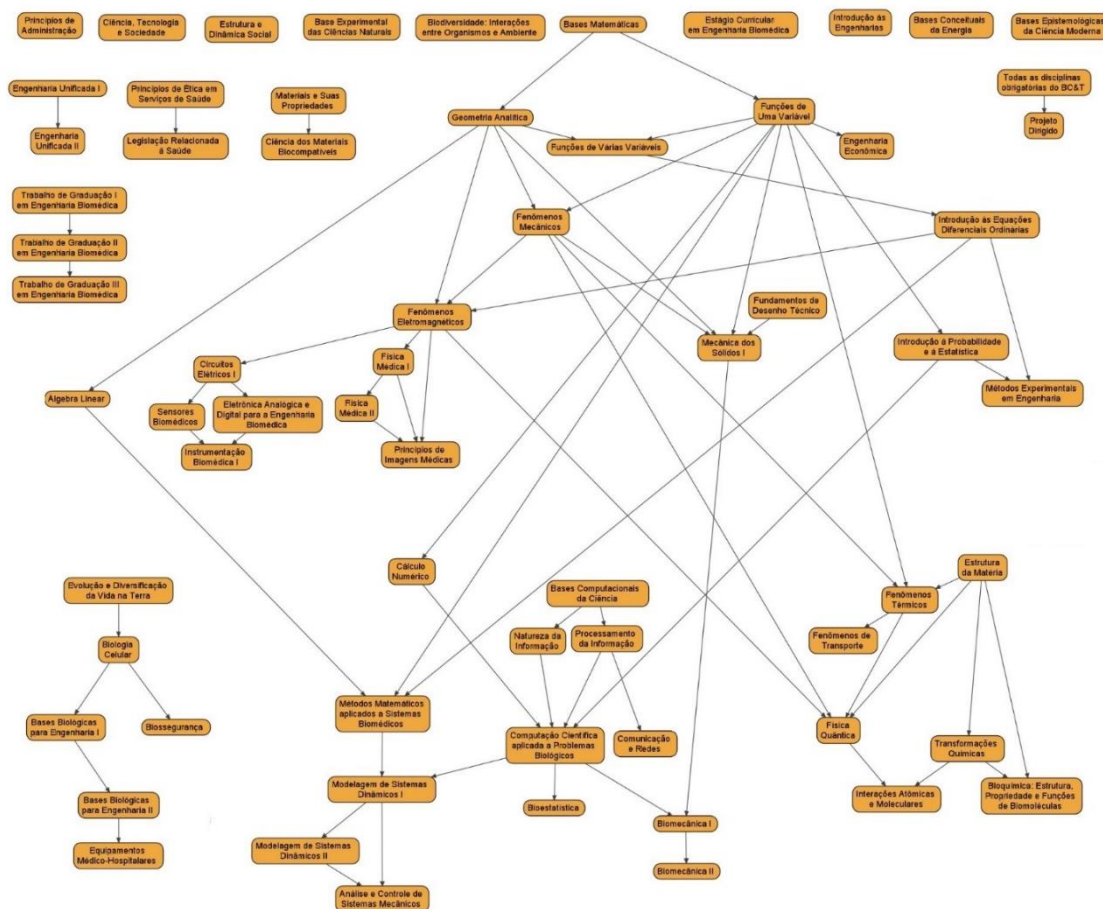 Princípios de
Administração
Ciência, Tecnologia
e Sociedade
Estrutura e
Dinâmica Social
Base Experimental
das Ciências Naturais
Biodiversidade: Interações
entre Organismos e Ambiente
Bases Matemáticas
Estágio Curricular
em Engenharia Biomédica
Introdução às
Engenharias
Bases Conceituais
da Energia
Bases Epistemológicas
da Ciência Moderna
Engenharia Unificada I
Engenharia
Unificada II
Princípios de Ética em
Serviços de Saúde
Legislação Relacionada
à Saúde
Materiais e Suas
Propriedades
Ciência dos Materiais
Biocompatíveis
Geometria Analítica
Funções de
Uma Variável
Funções de Várias Variáveis
Engenharia
Econômica
Todas as disciplinas
obrigatórias do BC&T
Projeto
Dirigido
Trabalho de Graduação I
em Engenharia Biomédica
Trabalho de Graduação II
em Engenharia Biomédica
Trabalho de Graduação III
em Engenharia Biomédica
Fenômenos
Mecânicos
Introdução às Equações
Diferenciais Ordinárias
Fenômenos
Eletromagnéticos
Fundamentos de
Desenho Técnico
Mecânica dos
Sólidos I
Introdução à Probabilidade
e à Estatística
Métodos Experimentais
em Engenharia
Circuitos
Elétricos I
Física
Médica I
Álgebra Linear
Sensores
Biomédicos
Eletrônica Analógica e
Digital para a Engenharia
Biomédica
Física
Médica II
Instrumentação
Biomédica I
Princípios de
Imagens Médicas
Cálculo
Numérico
Bases Computacionais
da Ciência
Estrutura
da Matéria
Evolução e Diversificação
da Vida na Terra
Fenômenos
Térmicos
Biologia
Celular
Natureza da
Informação
Processamento
da Informação
Fenômenos de
Transporte
Bases Biológicas
para Engenharia I
Biossegurança
Métodos Matemáticos
aplicados a Sistemas
Biomédicos
Computação Científica
aplicada a Problemas
Biológicos
Comunicação
e Redes
Física
Quântica
Transformações
Químicas
Modelagem de Sistemas
Dinâmicos I
Bioestatística
Interações Atômicas
e Moleculares
Bioquímica: Estrutura,
Propriedade e Funções
de Biomoléculas
Bases Biológicas
para Engenharia II
Biomecânica I
Equipamentos
Médico-Hospitalares
Modelagem de Sistemas
Dinâmicos II
Biomecânica II
Análise e Controle de
Sistemas Mecânicos